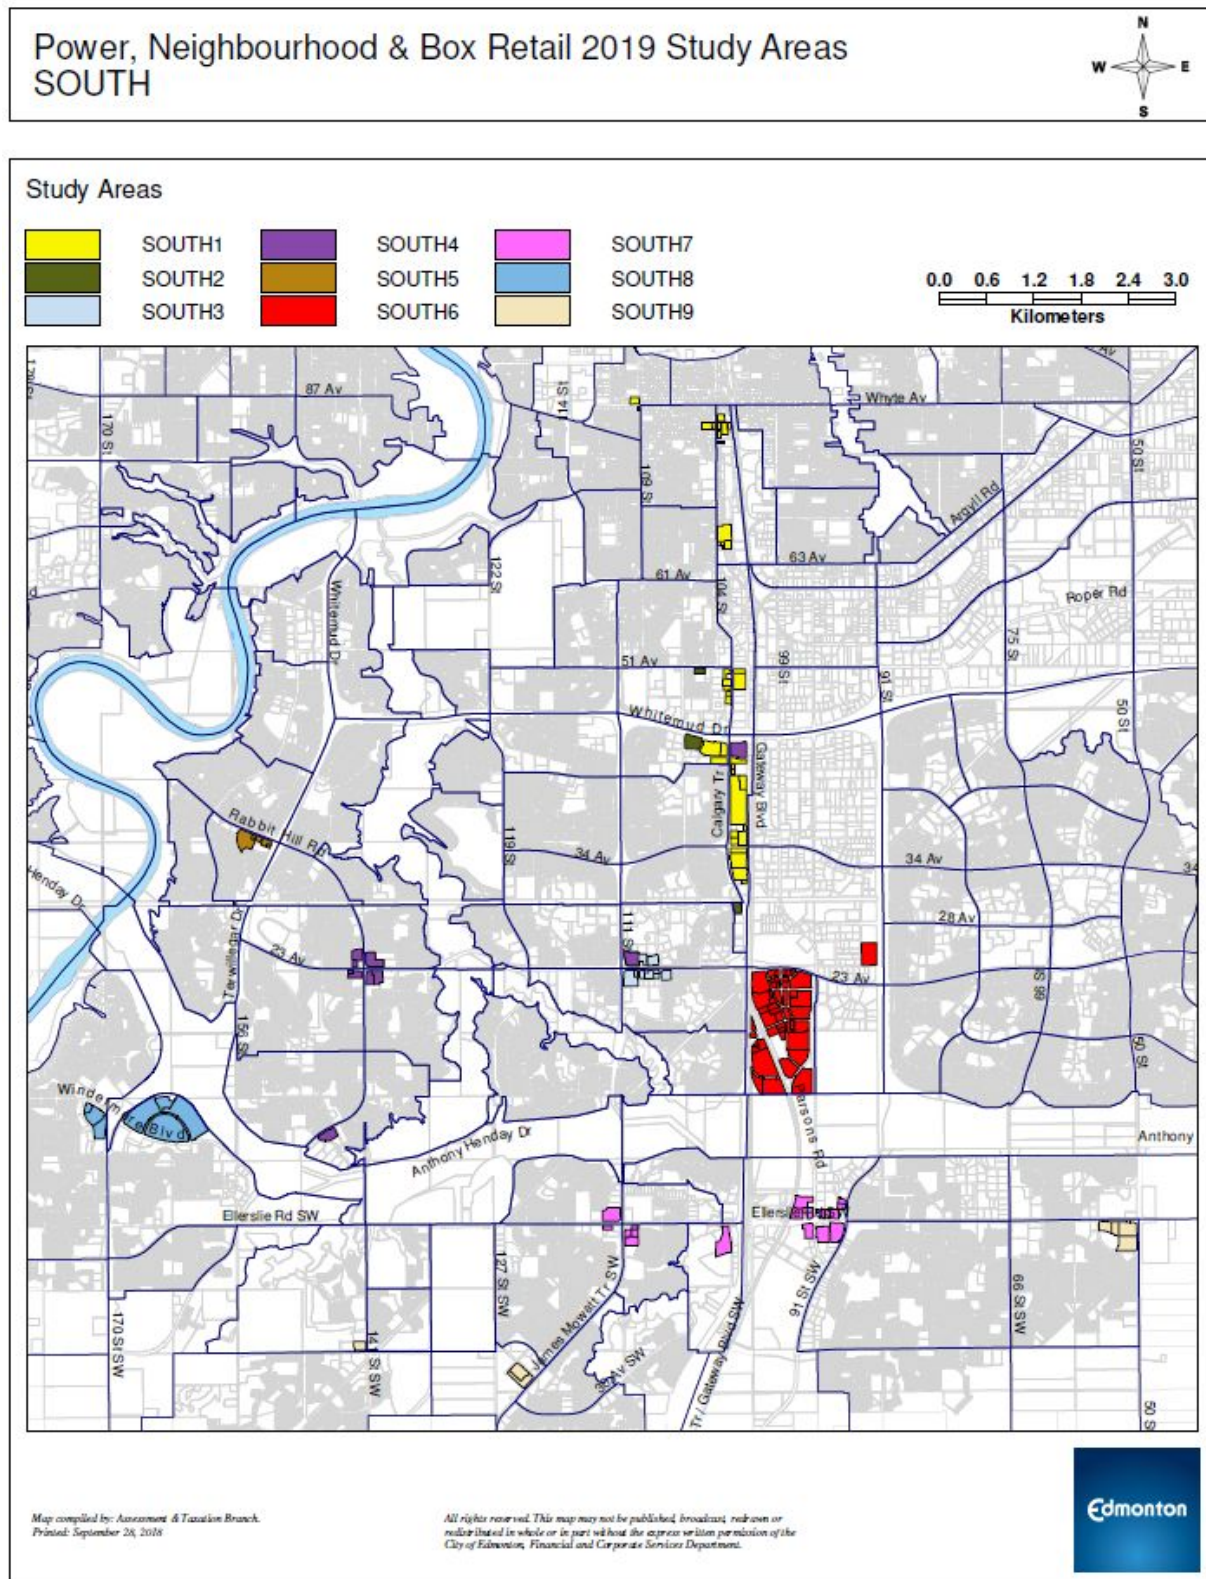 Power, Neighbourhood & Box Retail 2019 Study Areas
SOUTH
N
W E
S
Study Areas
SOUTH1 SOUTH4 SOUTH7
SOUTH2 SOUTH5 SOUTH8
SOUTH3 SOUTH6 SOUTH9
0.0 0.6 1.2 1.8 2.4 3.0
Kilometers
87 Av
114 St
Whyte Av
170 St
109 St
50 St
Argyll Rd
63 Av
122 St
61 Av
104 St
Roper Rd
Whitemud Dr
75 St
51 Av
99 St
91 St
50 St
Whitemud Dr
Calgary Tr
Gateway Blvd
Rabbit Hill Rd
119 St
34 Av
34 Av
34
Henday Dr
Terwillegar Dr
111 St
28 Av
23 Av
23 Av
66 St
156 St
50 St
Windermere Blvd
Parsons Rd
Anthony Henday Dr
Anthony
Ellerslie Rd SW
Ellerslie Rd SW
127 St SW
James Mowatt Tr SW
91 St SW
66 St SW
170 St SW
141 St SW
30 Av SW
Tr / Gateway Blvd SW
50 S
Map compiled by: Assessment & Taxation Branch.
Printed: September 28, 2018
All rights reserved. This map may not be published, broadcast, redrawn or
redistributed in whole or in part without the express written permission of the
City of Edmonton, Financial and Corporate Services Department.
Edmonton